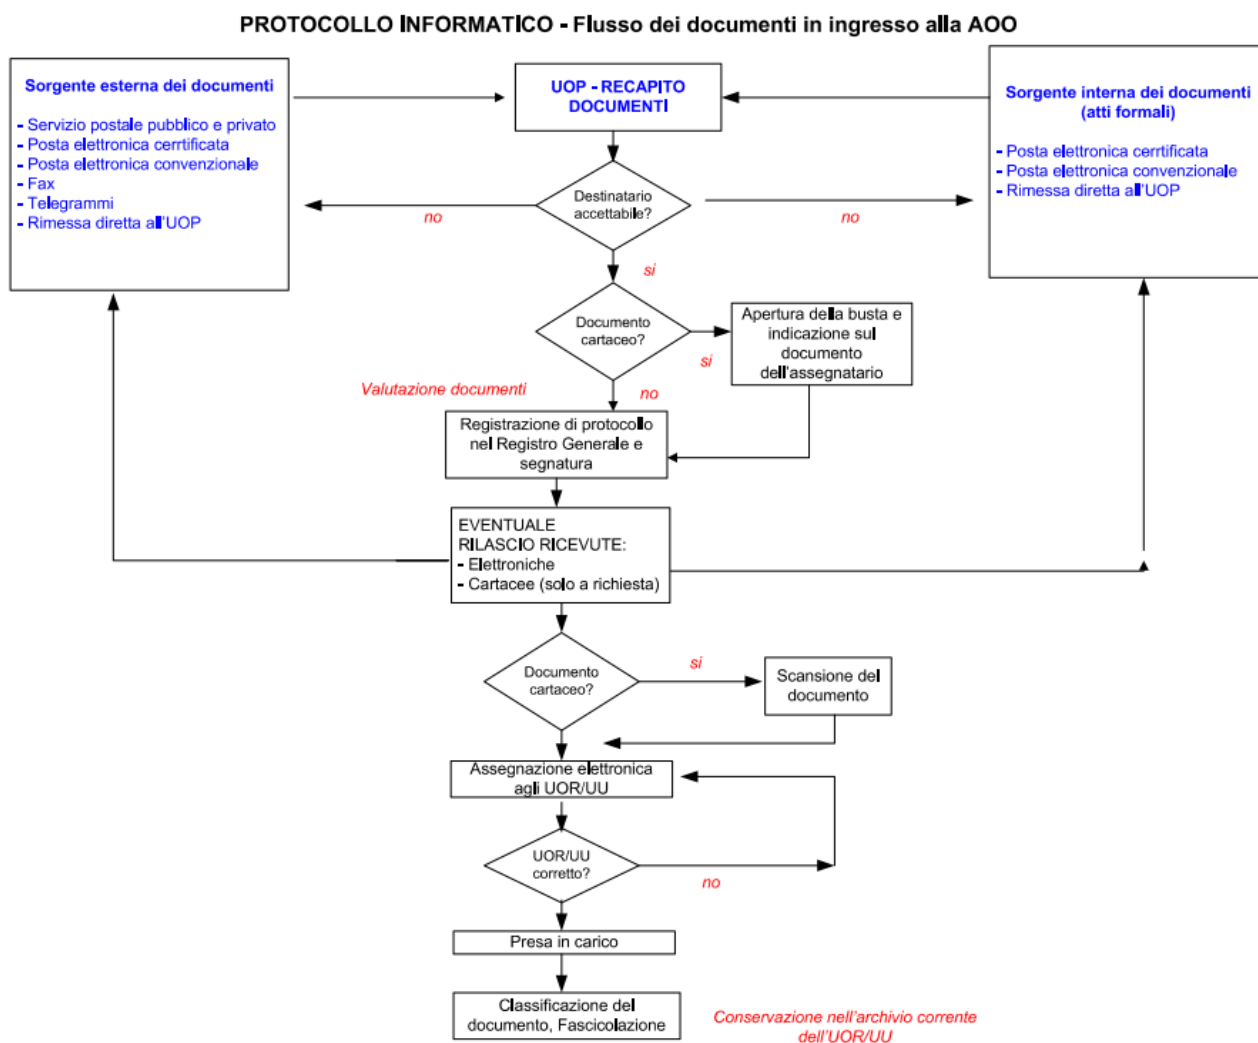 PROTOCOLLO INFORMATICO - Flusso dei documenti in ingresso alla AOO
Sorgente esterna dei documenti
- Servizio postale pubblico e privato
- Posta elettronica cerrtificata
- Posta elettronica convenzionale
- Fax
- Telegrammi
- Rimessa diretta all'UOP
UOP - RECAPITO
DOCUMENTI
Sorgente interna dei documenti
(atti formali)
- Posta elettronica cerrtificata
- Posta elettronica convenzionale
- Rimessa diretta all'UOP
Destinatario
accettabile?
no
no
si
Documento
cartaceo?
si
Apertura della busta e
indicazione sul
documento
dell'assegnatario
Valutazione documenti
no
Registrazione di protocollo
nel Registro Generale e
segnatura
EVENTUALE
RILASCIO RICEVUTE:
- Elettroniche
- Cartacee (solo a richiesta)
Documento
cartaceo?
si
Scansione del
documento
Assegnazione elettronica
agli UOR/UU
UOR/UU
corretto?
no
Presa in carico
Classificazione del
documento, Fascicolazione
Conservazione nell'archivio corrente
dell'UOR/UU